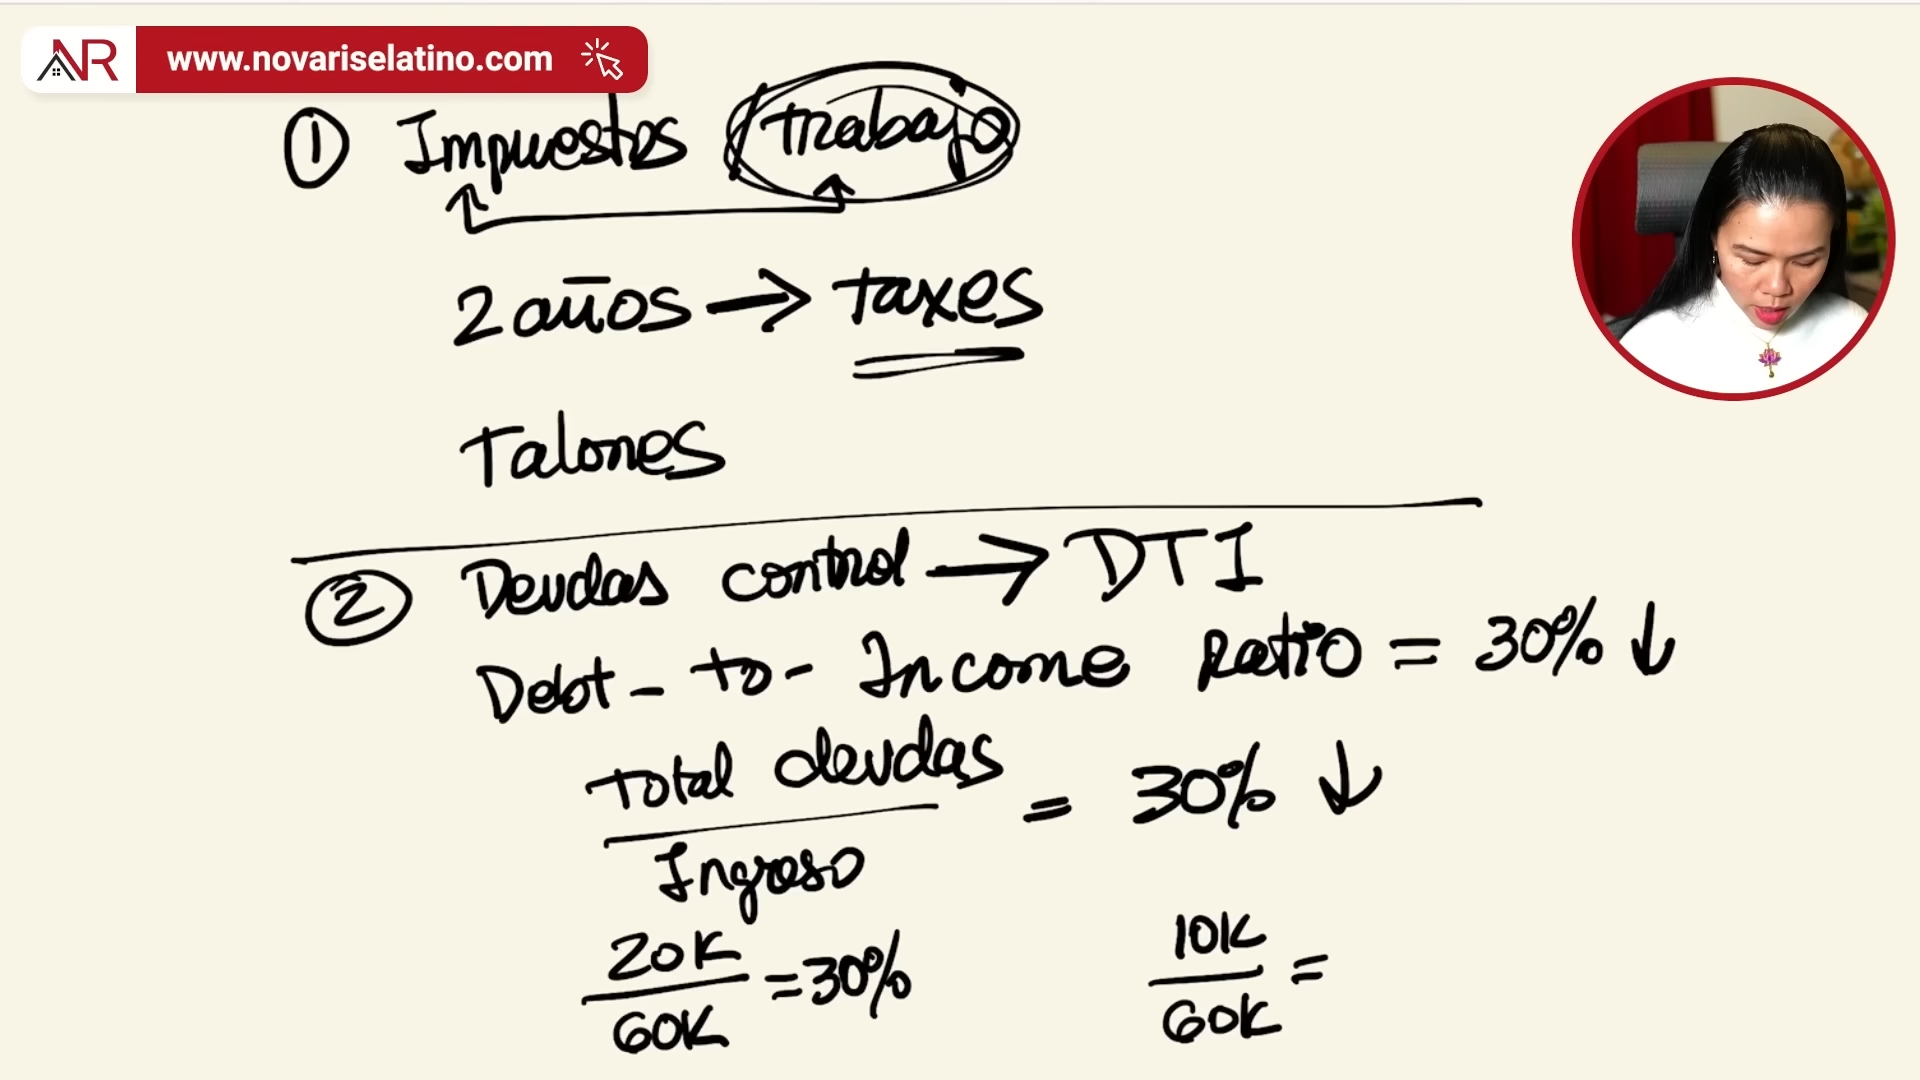 NR www.novariselatino.com
① Impuestos (trabajo)
2 años → taxes
Talones
② Deudas control → DTI
Debt-to-Income Ratio = 30% ↓
Total deudas = 30% ↓
Ingreso
20K = 30% 10K =
60K 60K